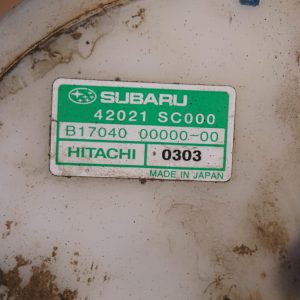 SUBARU
42021 SC000
B17040 00000-00
HITACHI 0303
MADE IN JAPAN